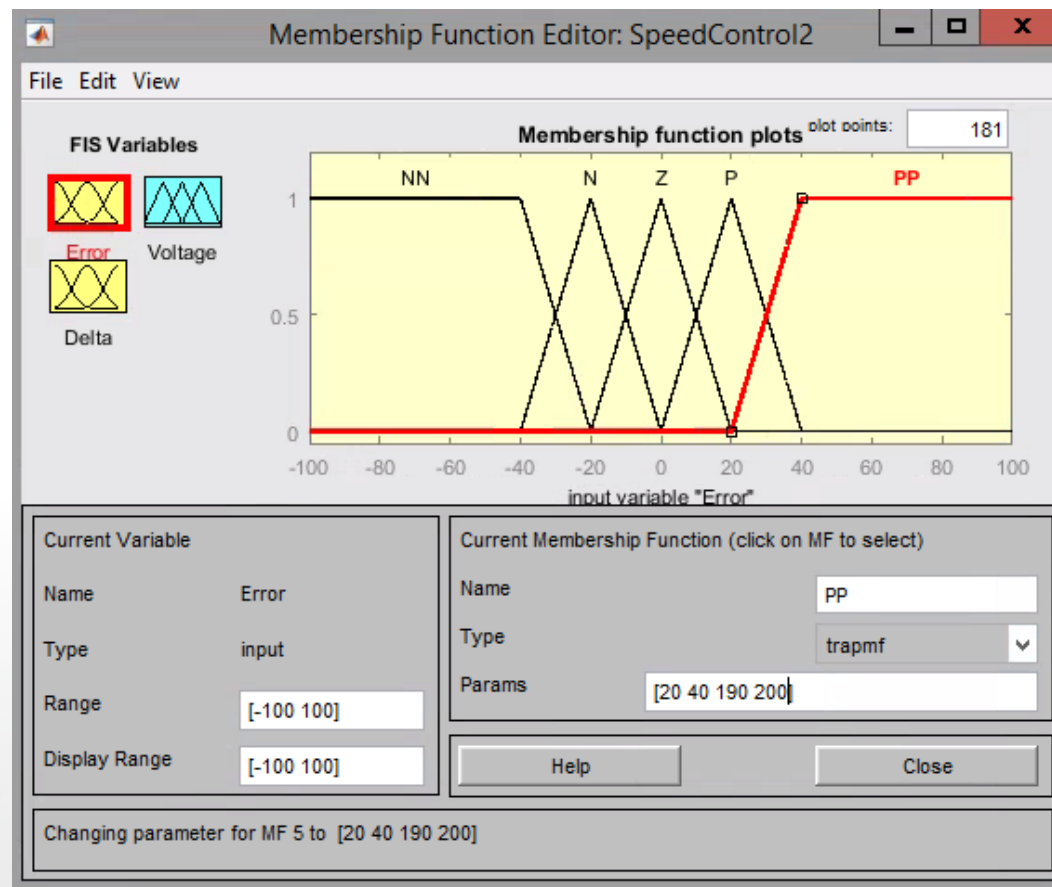 Membership Function Editor: SpeedControl2
File Edit View
FIS Variables
Error
Voltage
Delta
Membership function plots
plot points:
181
NN N Z P PP
1
0.5
0
-100 -80 -60 -40 -20 0 20 40 60 80 100
input variable "Error"
Current Variable
Name Error
Type input
Range [-100 100]
Display Range [-100 100]
Current Membership Function (click on MF to select)
Name PP
Type trapmf
Params [20 40 190 200]
Help Close
Changing parameter for MF 5 to [20 40 190 200]